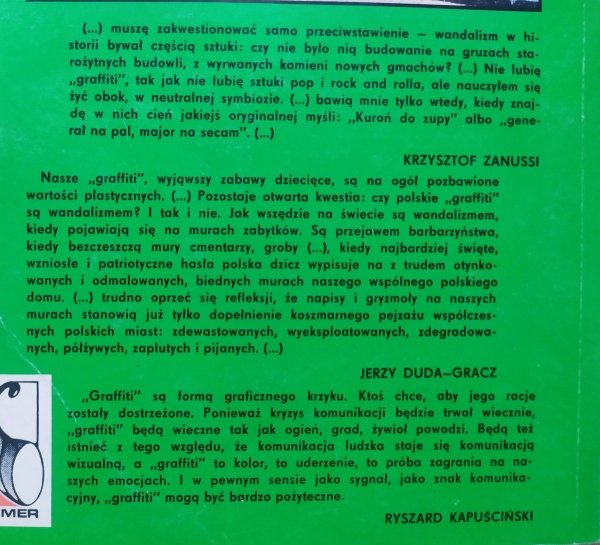 (...) muszę zakwestionować samo przeciwstawienie — wandalizm w hi-
storii bywał częścią sztuki: czy nie było nią budowanie na gruzach sta-
rożytnych budowli, z wyrwanych kamieni nowych gmachów? (...) Nie lubię
„graffiti", tak jak nie lubię sztuki pop i rock and rolla, ale nauczyłem się
żyć obok, w neutralnej symbiozie. (...) bawią mnie tylko wtedy, kiedy znaj-
dę w nich cień jakiejś oryginalnej myśli: „Kuroń do zupy" albo „gene-
rał na pal, major na secam". (...)
KRZYSZTOF ZANUSSI
Nasze „graffiti", wyjąwszy zabawy dziecięce, są na ogół pozbawione
wartości plastycznych. (...) Pozostaje otwarta kwestia: czy polskie „graffiti"
są wandalizmem? I tak i nie. Jak wszędzie na świecie są wandalizmem,
kiedy pojawiają się na murach zabytków. Są przejawem barbarzyństwa,
kiedy bezczeszczą mury cmentarzy, groby (...), kiedy najbardziej święte,
wzniosłe i patriotyczne hasła polska dzicz wypisuje na z trudem otynko-
wanych i odmalowanych, biednych murach naszego wspólnego polskiego
domu. (...) trudno oprzeć się refleksji, że napisy i gryzmoły na naszych
murach stanowią już tylko dopełnienie koszmarnego pejzażu współczes-
nych polskich miast: zdewastowanych, wyeksploatowanych, zdegradowa-
nych, półżywych, zaplutych i pijanych. (...)
JERZY DUDA—GRACZ
„Graffiti" są formą graficznego krzyku. Ktoś chce, aby jego racje
zostały dostrzeżone. Ponieważ kryzys komunikacji będzie trwał wiecznie,
„graffiti" będą wieczne tak jak ogień, grad, żywioł powodzi. Będą też
istnieć z tego względu, że komunikacja ludzka staje się komunikacją
wizualną, a „graffiti" to kolor, to uderzenie, to próba zagrania na na-
szych emocjach. I w pewnym sensie jako sygnał, jako znak komunika-
cyjny, „graffiti" mogą być bardzo pożyteczne.
MER
RYSZARD KAPUŚCIŃSKI